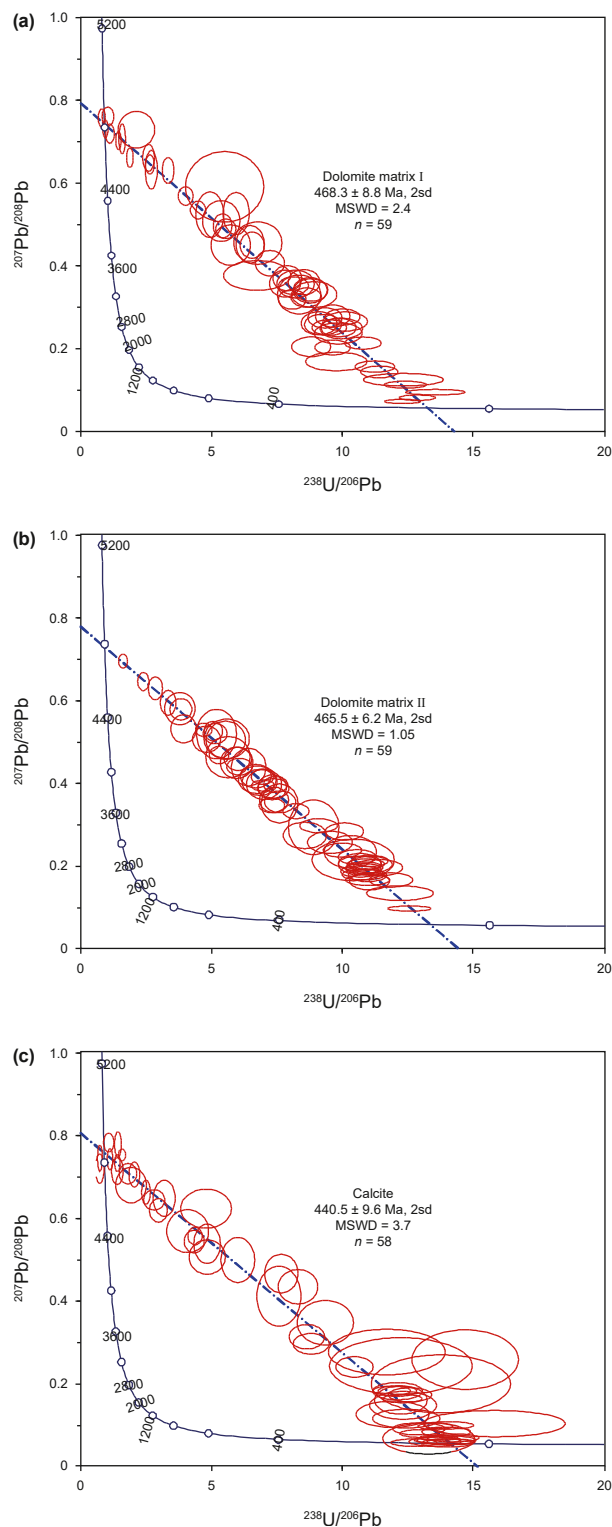 (a)
1.0
0.8
0.6
0.4
0.2
0
²⁰⁷Pb/²⁰⁸Pb
5200
4400
3600
2800
2000
1200
400
Dolomite matrix I
468.3 ± 8.8 Ma, 2sd
MSWD = 2.4
n = 59
0 5 10 15 20
²³⁸U/²⁰⁶Pb
(b)
1.0
0.8
0.6
0.4
0.2
0
²⁰⁷Pb/²⁰⁸Pb
5200
4400
3600
2800
2000
1200
400
Dolomite matrix II
465.5 ± 6.2 Ma, 2sd
MSWD = 1.05
n = 59
0 5 10 15 20
²³⁸U/²⁰⁶Pb
(c)
1.0
0.8
0.6
0.4
0.2
0
²⁰⁷Pb/²⁰⁸Pb
5200
4400
3600
2800
2000
1200
400
Calcite
440.5 ± 9.6 Ma, 2sd
MSWD = 3.7
n = 58
0 5 10 15 20
²³⁸U/²⁰⁶Pb